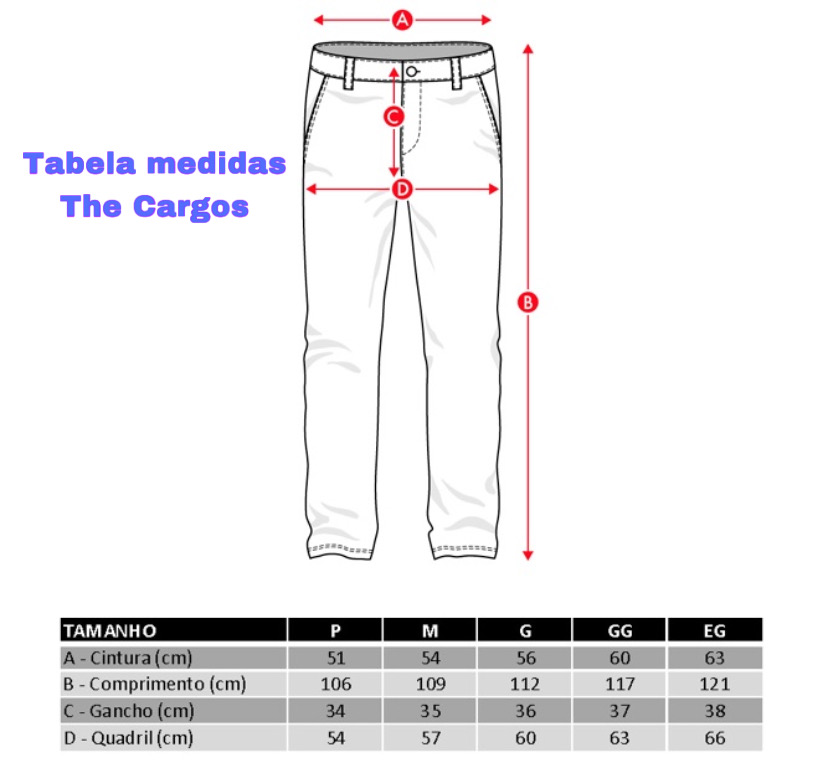 A
C
Tabela medidas
D
The Cargos
B
TAMANHO P M G GG EG
A - Cintura (cm) 51 54 56 60 63
B - Comprimento (cm) 106 109 112 117 121
C - Gancho (cm) 34 35 36 37 38
D - Quadril (cm) 54 57 60 63 66